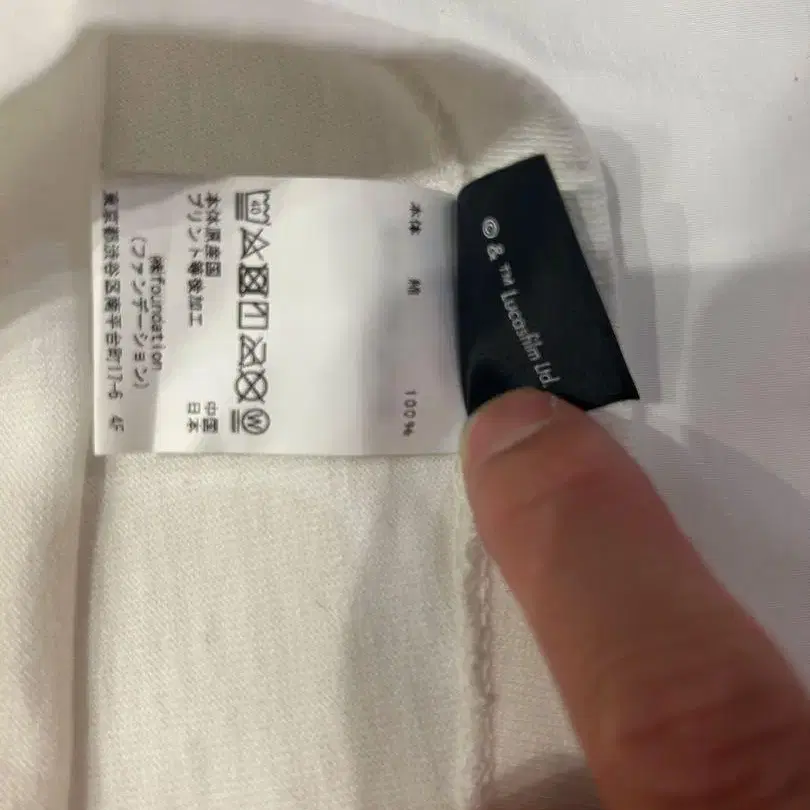 © & ™ Lucasfilm Ltd.
本体 綿 100%
40 W
本体原産国 中国
プリント等後加工 日本
㈱foundation
(ファンデーション)
東京都渋谷区南平台町17-6 4F